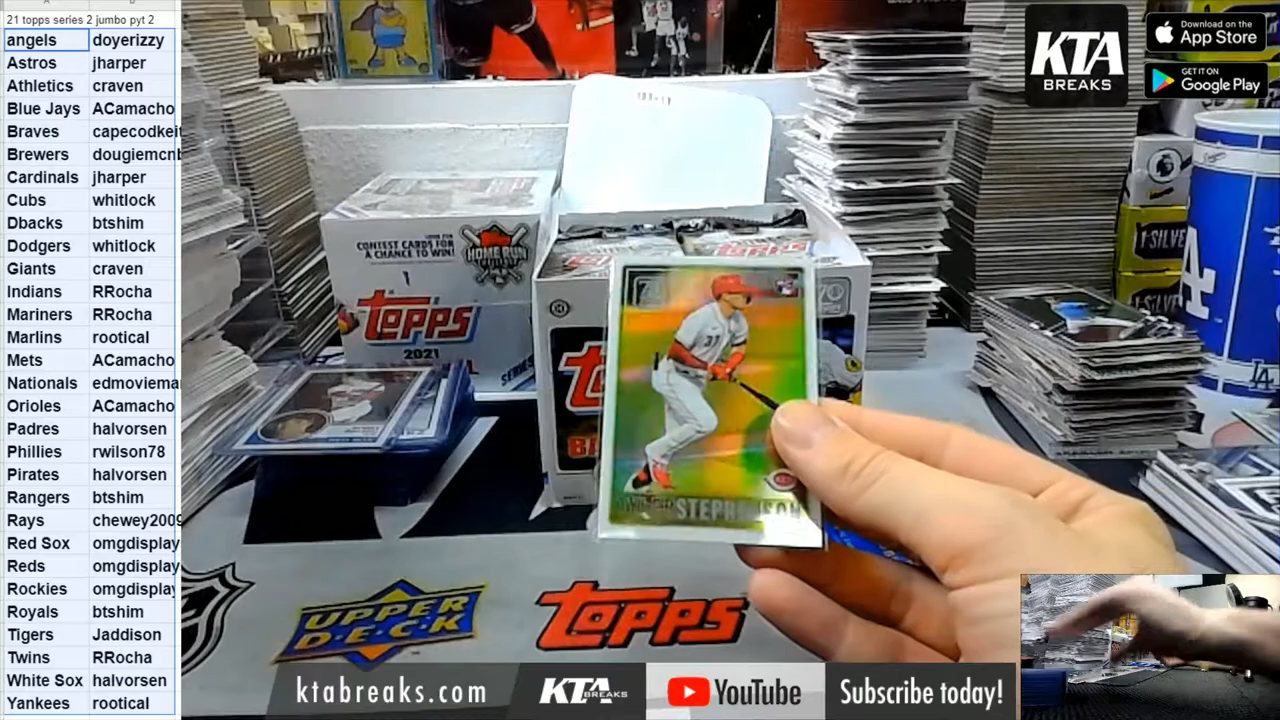 21 topps series 2 jumbo pyt 2
angels doyerizzy
Astros jharper
Athletics craven
Blue Jays ACamacho
Braves capecodkei
Brewers dougiemcn
Cardinals jharper
Cubs whitlock
Dbacks btshim
Dodgers whitlock
Giants craven
Indians RRocha
Mariners RRocha
Marlins rootical
Mets ACamacho
Nationals edmoviema
Orioles ACamacho
Padres halvorsen
Phillies rwilson78
Pirates halvorsen
Rangers btshim
Rays chewey2009
Red Sox omgdisplay
Reds omgdisplay
Rockies omgdisplay
Royals btshim
Tigers Jaddison
Twins RRocha
White Sox halvorsen
Yankees rootical
KTA
BREAKS
Download on the
App Store
GET IT ON
Google Play
CONTEST CARDS FOR
A CHANCE TO WIN!
Topps
HOME RUN
Topps
2021
37
STEPHENSON
1 SILVE
LA
UPPER
DECK
Topps
ktabreaks.com
KTA
BREAKS
YouTube
Subscribe today!